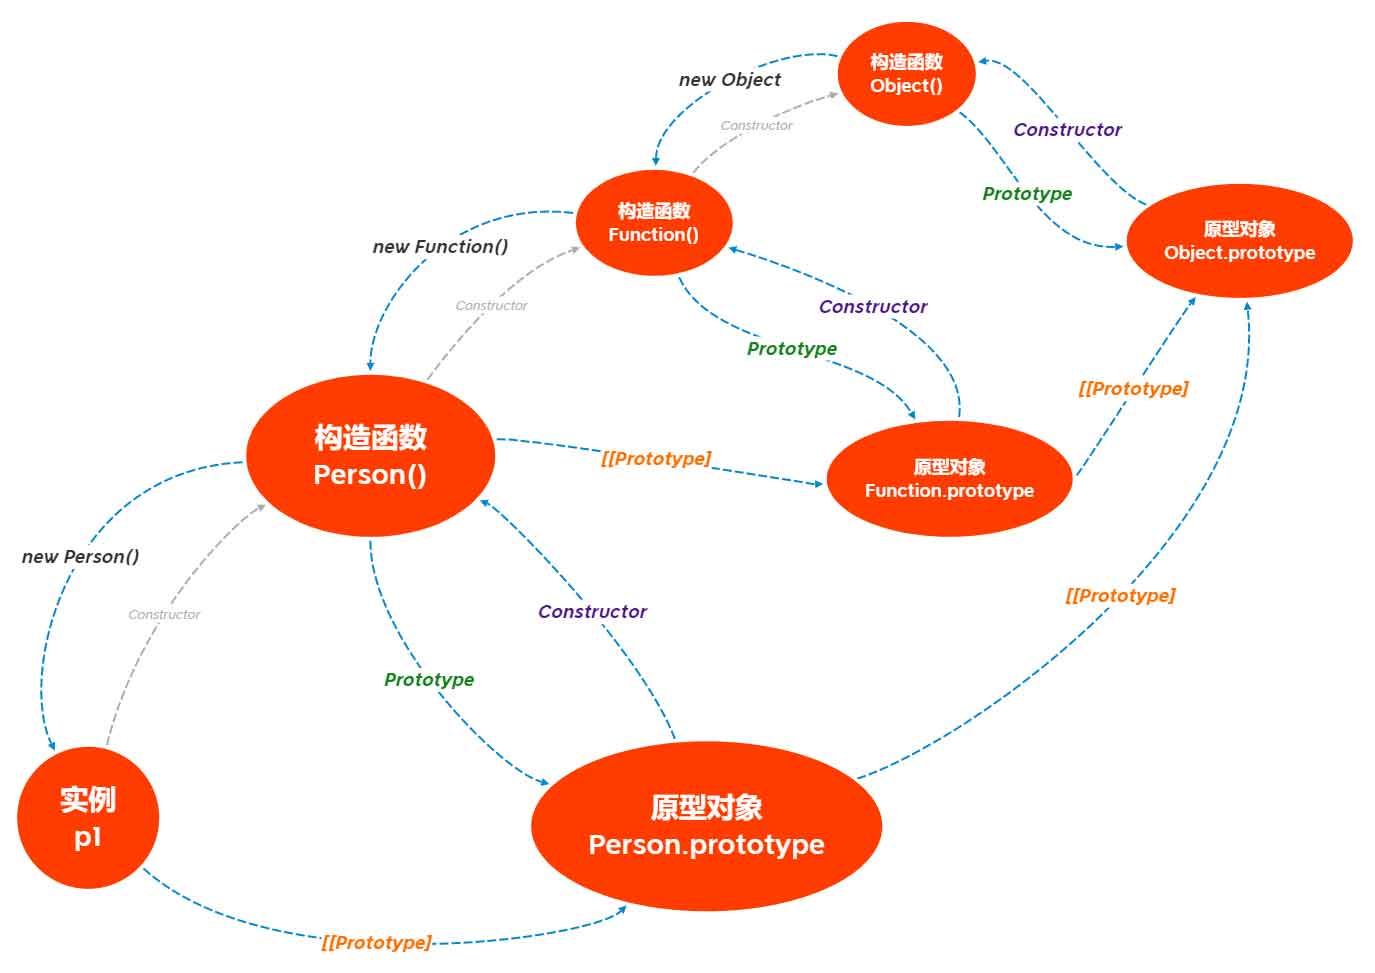 构造函数
Object()
new Object
Constructor
Constructor
Prototype
构造函数
Function()
原型对象
Object.prototype
new Function()
Constructor
Constructor
Prototype
[[Prototype]
构造函数
Person()
[[Prototype]
原型对象
Function.prototype
new Person()
Constructor
Constructor
[[Prototype]
Prototype
实例
p1
原型对象
Person.prototype
[[Prototype]